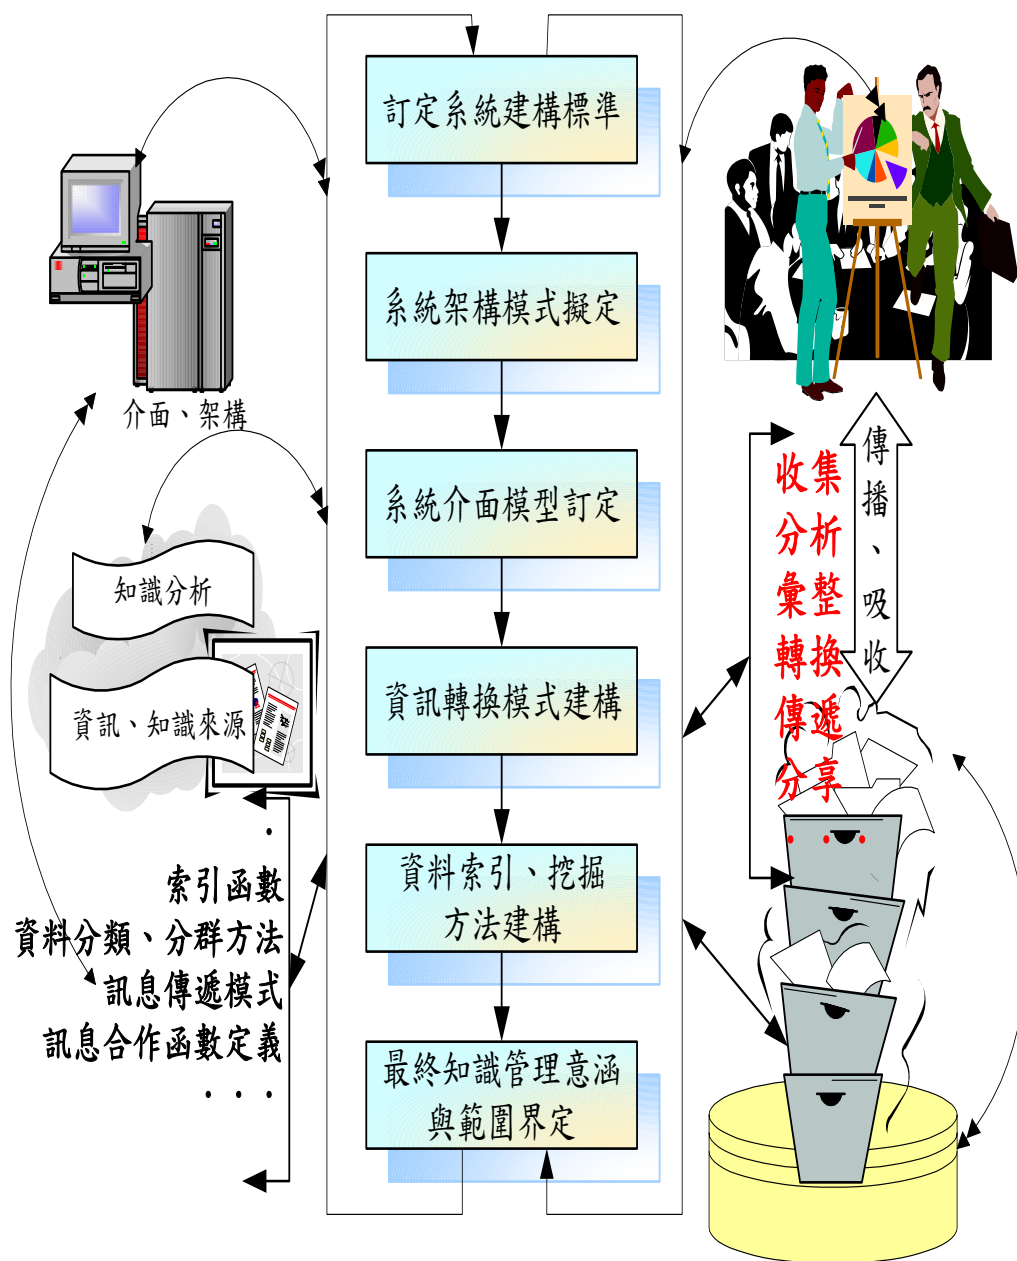 訂定系統建構標準
系統架構模式擬定
系統介面模型訂定
資訊轉換模式建構
資料索引、挖掘
方法建構
最終知識管理意涵
與範圍界定
介面、架構
知識分析
資訊、知識來源
.
索引函數
資料分類、分群方法
訊息傳遞模式
訊息合作函數定義
. . .
收集
分析
彙整
轉換
傳遞
分享
...
傳播、吸收